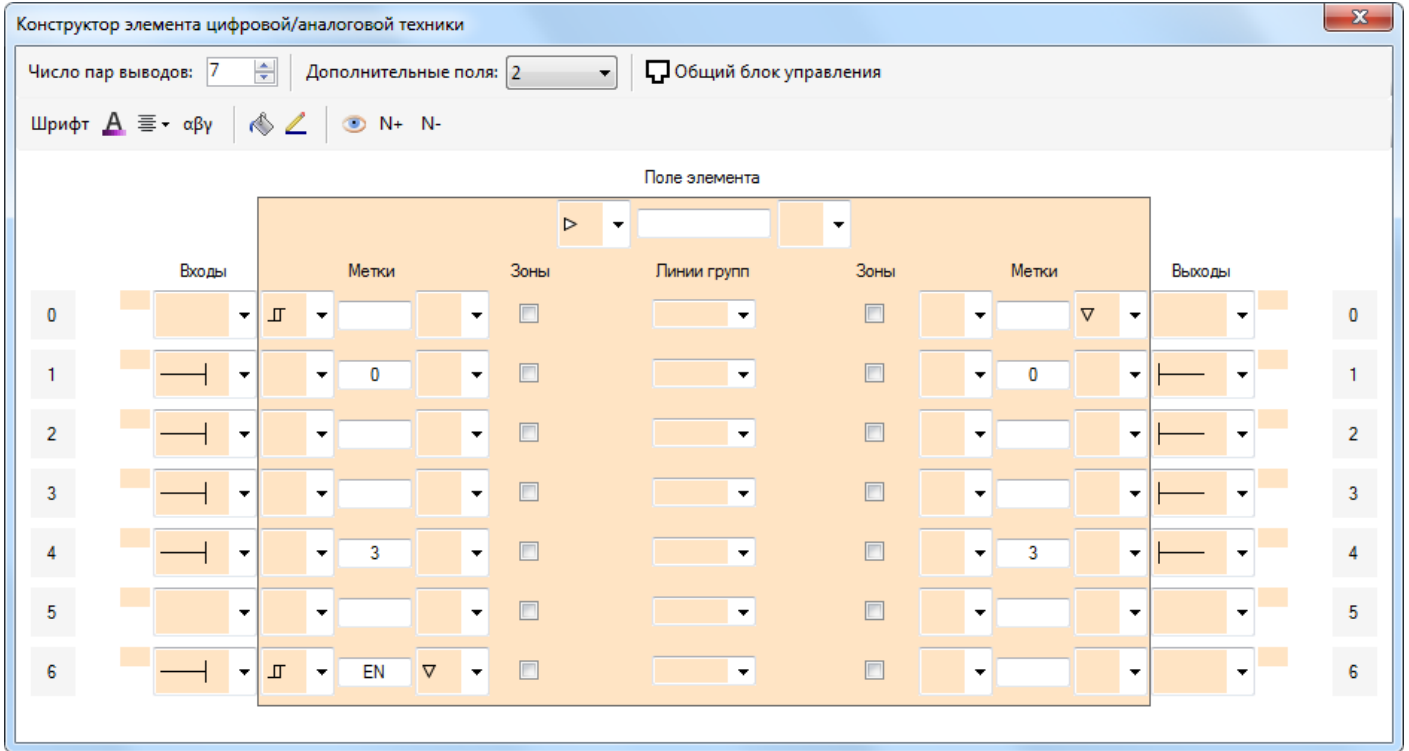 Конструктор элемента цифровой/аналоговой техники
Число пар выводов: 7 Дополнительные поля: 2 Общий блок управления
Шрифт A αβγ N+ N-
Поле элемента
Входы Метки Зоны Линии групп Зоны Метки Выходы
0 0
1 0 0 1
2 2
3 3
4 3 3 4
5 5
6 EN 6